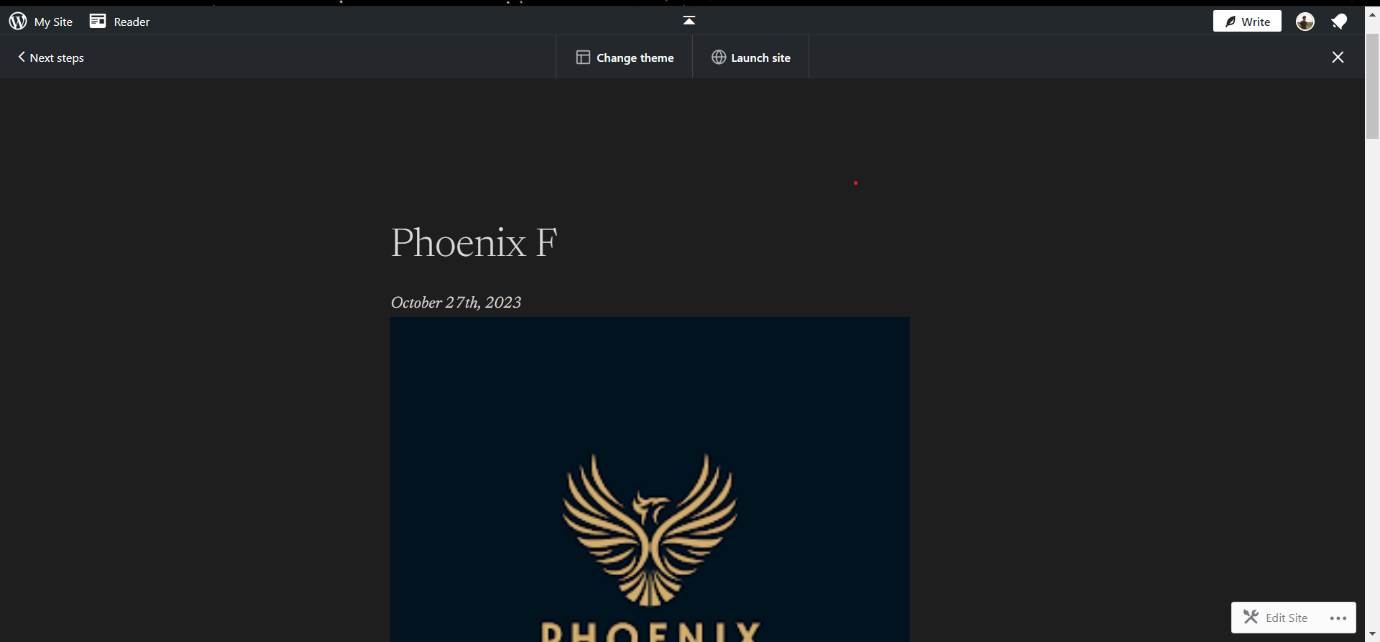 My Site Reader Write
Next steps Change theme Launch site
Phoenix F
October 27th, 2023
PHOENIX
Edit Site